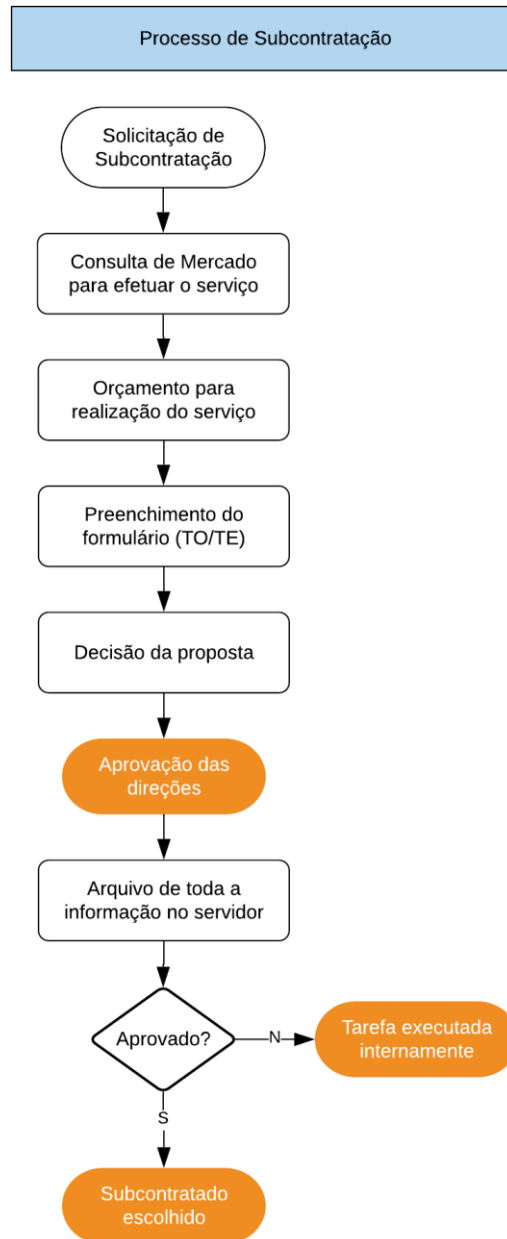 Processo de Subcontratação
Solicitação de
Subcontratação
Consulta de Mercado
para efetuar o serviço
Orçamento para
realização do serviço
Preenchimento do
formulário (TO/TE)
Decisão da proposta
Aprovação das
direções
Arquivo de toda a
informação no servidor
Aprovado?
N
Tarefa executada
internamente
S
Subcontratado
escolhido